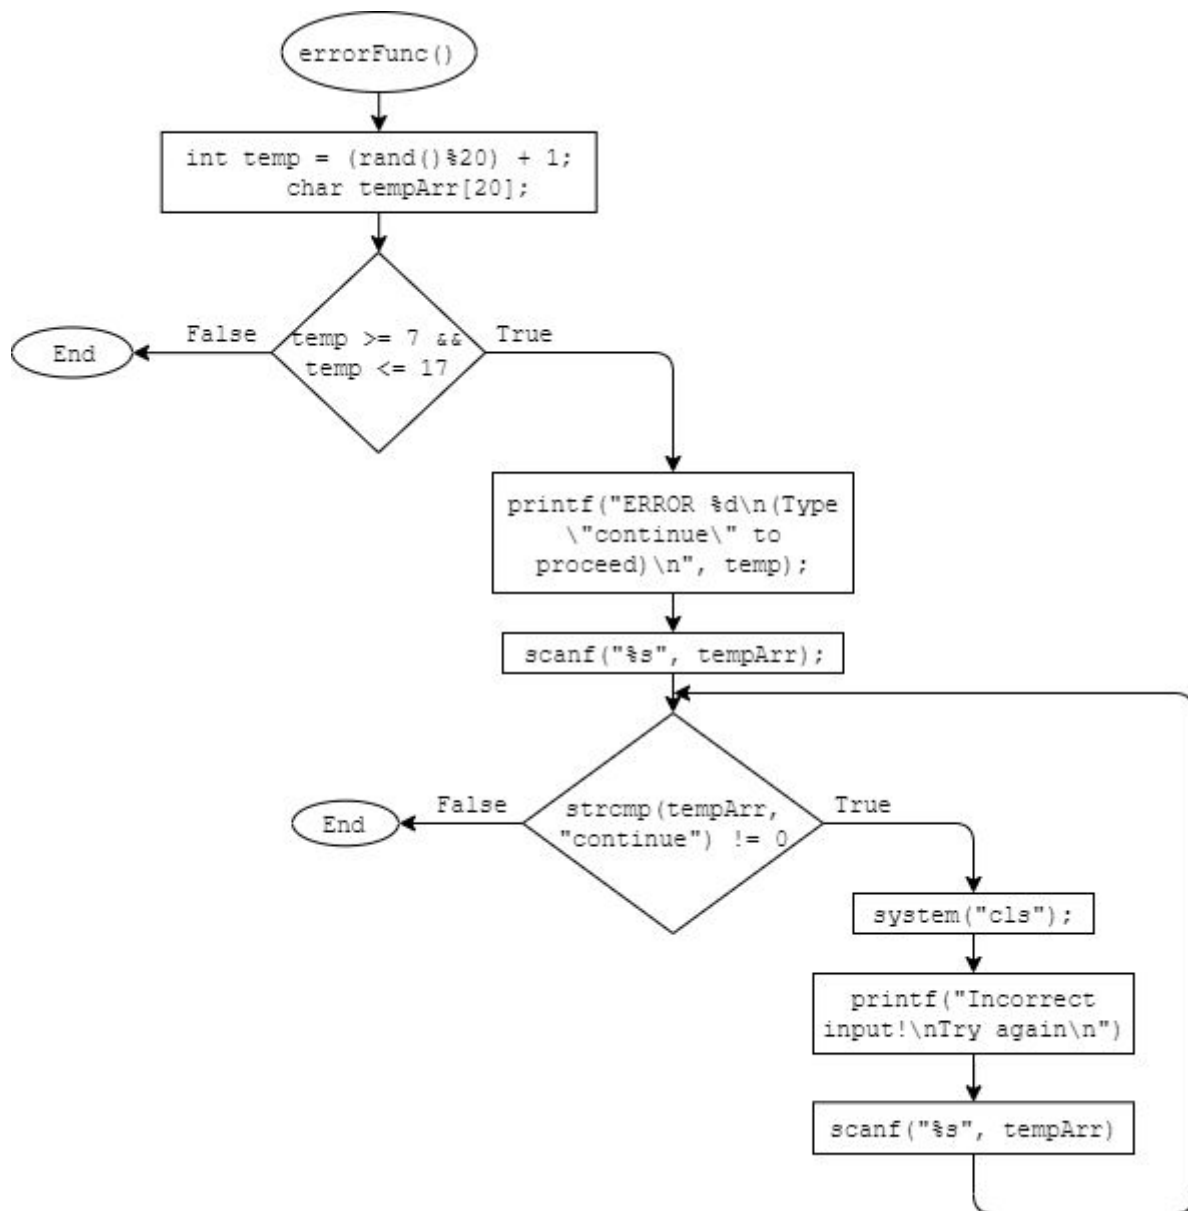 errorFunc()
int temp = (rand()%20) + 1;
char tempArr[20];
False
True
End
temp >= 7 &&
temp <= 17
printf("ERROR %d\n(Type
\"continue\" to
proceed)\n", temp);
scanf("%s", tempArr);
False
True
End
strcmp(tempArr,
"continue") != 0
system("cls");
printf("Incorrect
input!\nTry again\n")
scanf("%s", tempArr)